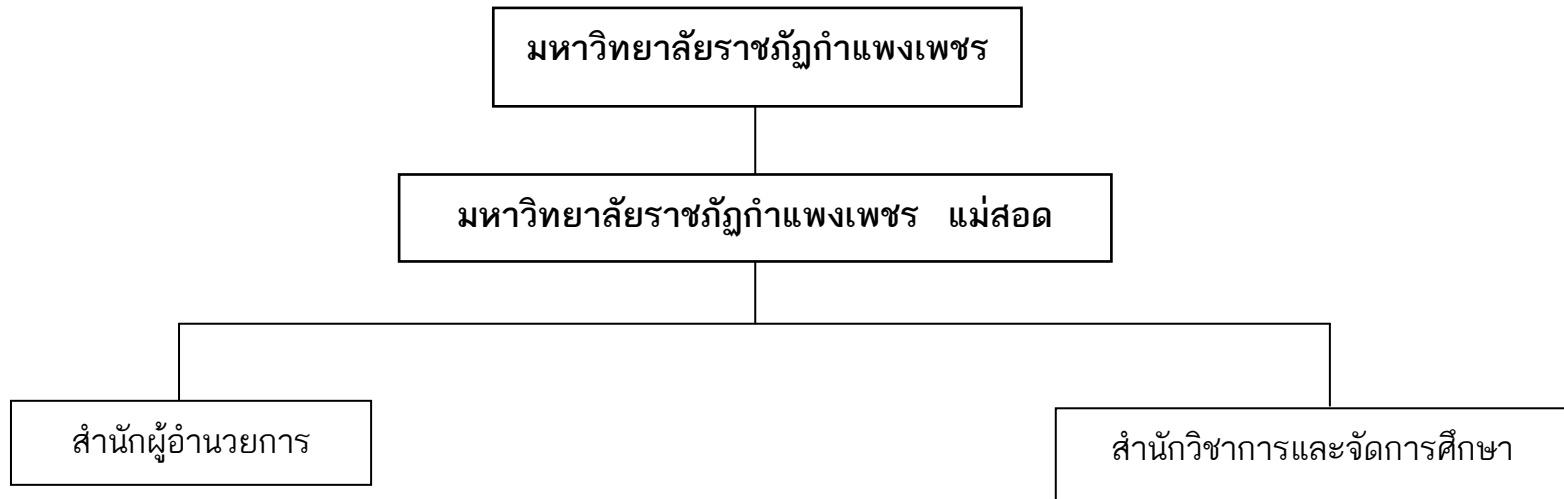 มหาวิทยาลัยราชภัฏกำแพงเพชร
มหาวิทยาลัยราชภัฏกำแพงเพชร แม่สอด
สำนักผู้อำนวยการ
สำนักวิชาการและจัดการศึกษา